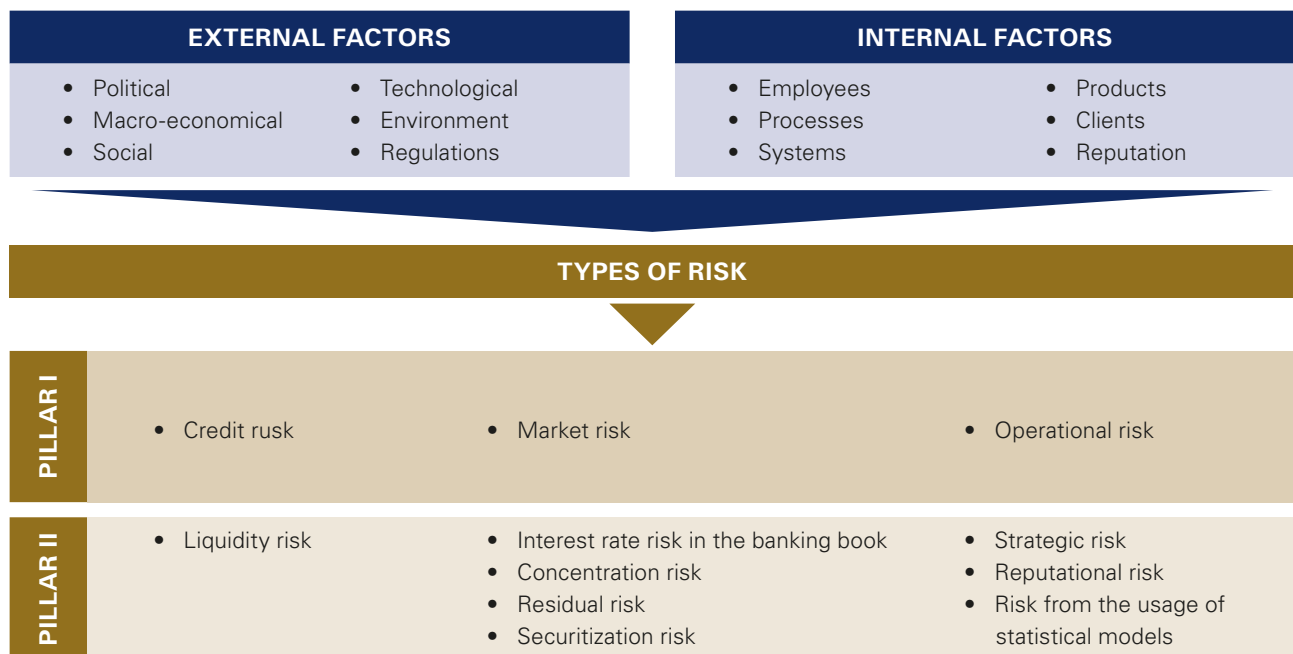 EXTERNAL FACTORS
• Political
• Macro-economical
• Social
• Technological
• Environment
• Regulations
INTERNAL FACTORS
• Employees
• Processes
• Systems
• Products
• Clients
• Reputation
TYPES OF RISK
PILLAR I
• Credit rusk
• Market risk
• Operational risk
PILLAR II
• Liquidity risk
• Interest rate risk in the banking book
• Concentration risk
• Residual risk
• Securitization risk
• Strategic risk
• Reputational risk
• Risk from the usage of
statistical models